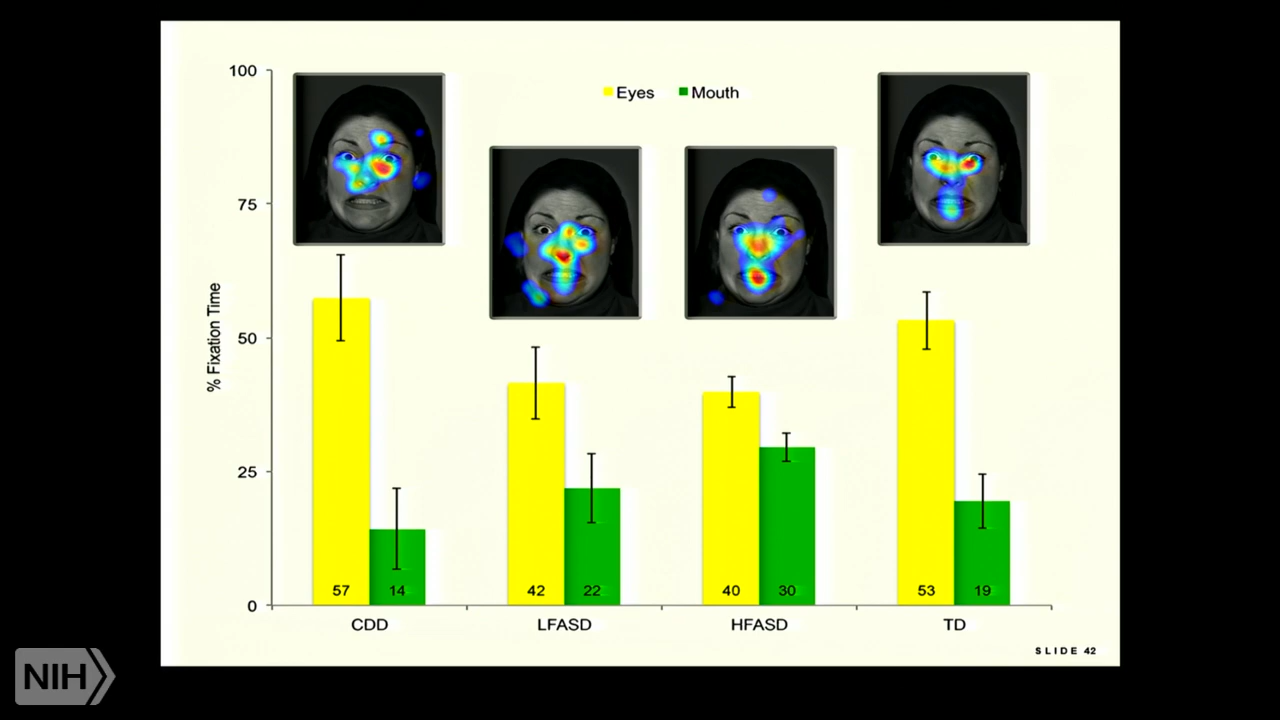 100
75
50
25
0
% Fixation Time
Eyes
Mouth
57
14
42
22
40
30
53
19
CDD
LFASD
HFASD
TD
SLIDE 42
NIH